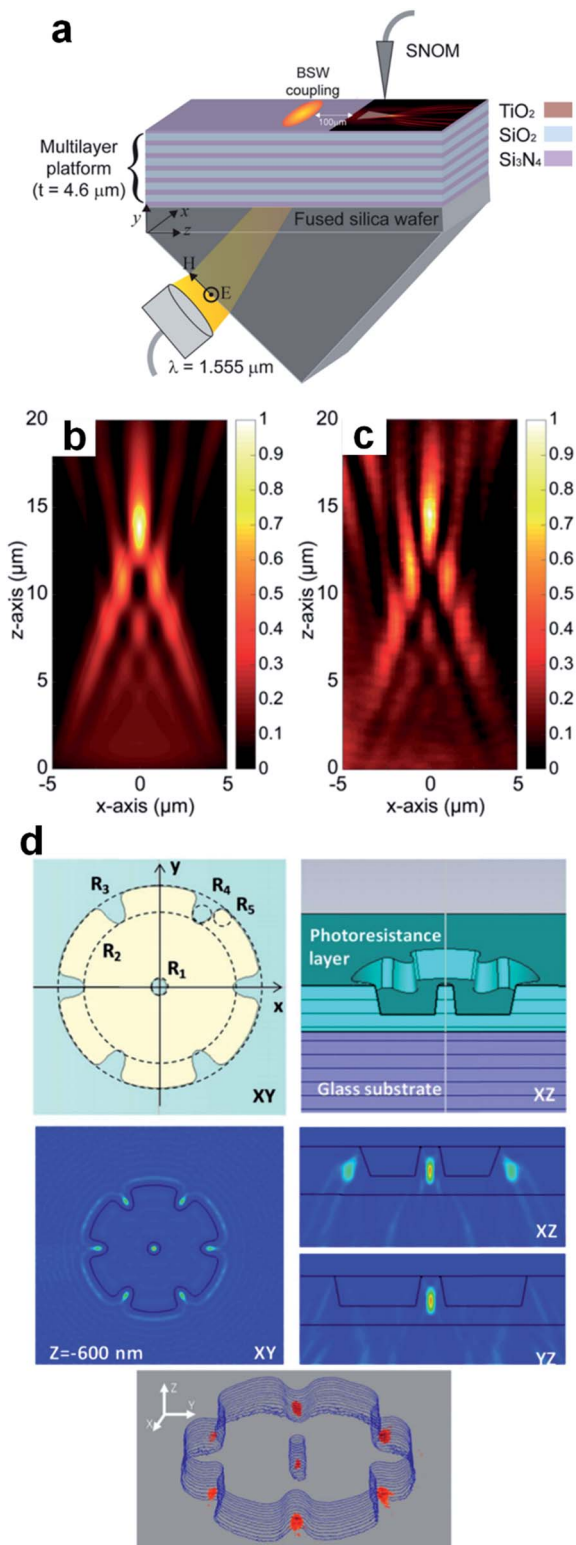 a
SNOM
BSW
coupling
100μm
TiO₂
SiO₂
Si₃N₄
Multilayer
platform
(t = 4.6 μm)
y
x
z
Fused silica wafer
H
E
λ = 1.555 μm
b
20
15
10
5
0
z-axis (μm)
-5
0
5
x-axis (μm)
1
0.9
0.8
0.7
0.6
0.5
0.4
0.3
0.2
0.1
0
c
20
15
10
5
0
z-axis (μm)
-5
0
5
x-axis (μm)
1
0.9
0.8
0.7
0.6
0.5
0.4
0.3
0.2
0.1
0
d
y
R₃
R₄
R₅
R₂
R₁
x
XY
Photoresistance
layer
Glass substrate
XZ
Z=-600 nm
XY
XZ
YZ
Z
Y
X